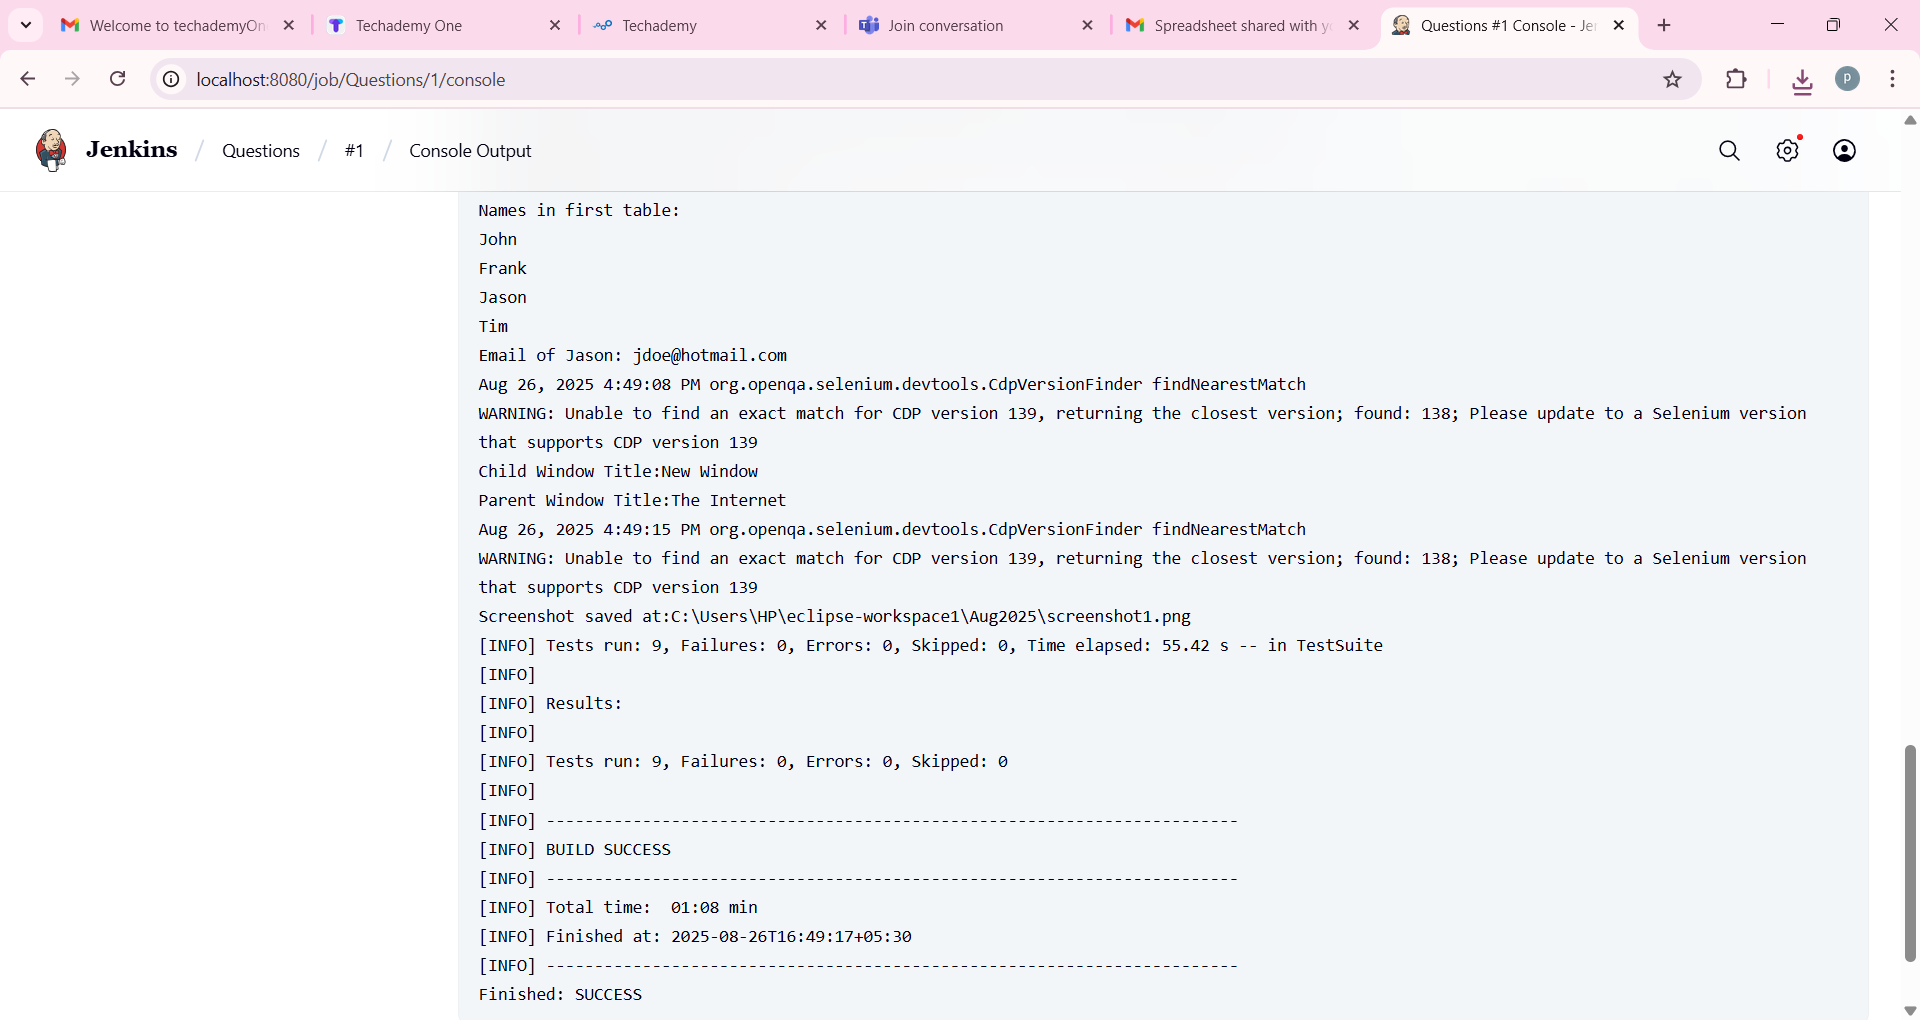 Welcome to techademyOn
Techademy One
Techademy
Join conversation
Spreadsheet shared with yo
Questions #1 Console - Jen
localhost:8080/job/Questions/1/console
P
Jenkins / Questions / #1 / Console Output
Names in first table:
John
Frank
Jason
Tim
Email of Jason: jdoe@hotmail.com
Aug 26, 2025 4:49:08 PM org.openqa.selenium.devtools.CdpVersionFinder findNearestMatch
WARNING: Unable to find an exact match for CDP version 139, returning the closest version; found: 138; Please update to a Selenium version
that supports CDP version 139
Child Window Title:New Window
Parent Window Title:The Internet
Aug 26, 2025 4:49:15 PM org.openqa.selenium.devtools.CdpVersionFinder findNearestMatch
WARNING: Unable to find an exact match for CDP version 139, returning the closest version; found: 138; Please update to a Selenium version
that supports CDP version 139
Screenshot saved at:C:\Users\HP\eclipse-workspace1\Aug2025\screenshot1.png
[INFO] Tests run: 9, Failures: 0, Errors: 0, Skipped: 0, Time elapsed: 55.42 s -- in TestSuite
[INFO]
[INFO] Results:
[INFO]
[INFO] Tests run: 9, Failures: 0, Errors: 0, Skipped: 0
[INFO]
[INFO] ------------------------------------------------------------------------
[INFO] BUILD SUCCESS
[INFO] ------------------------------------------------------------------------
[INFO] Total time:  01:08 min
[INFO] Finished at: 2025-08-26T16:49:17+05:30
[INFO] ------------------------------------------------------------------------
Finished: SUCCESS